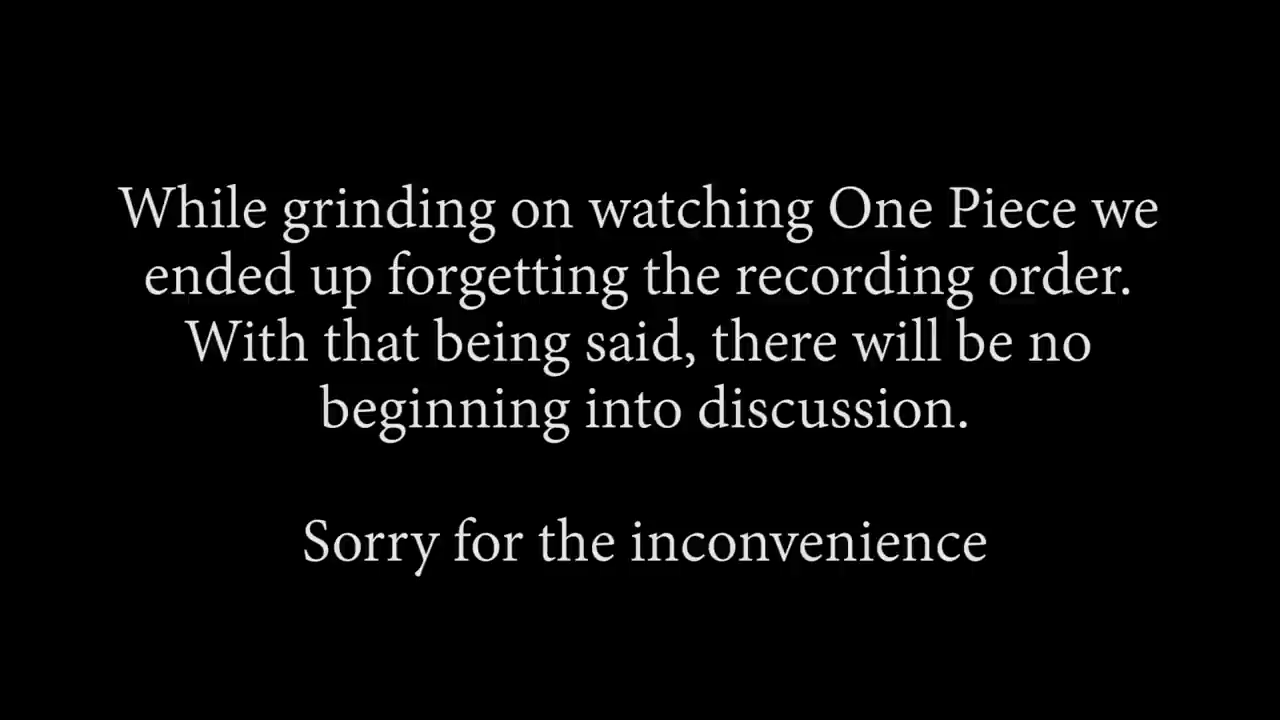 While grinding on watching One Piece we
ended up forgetting the recording order.
With that being said, there will be no
beginning into discussion.
Sorry for the inconvenience